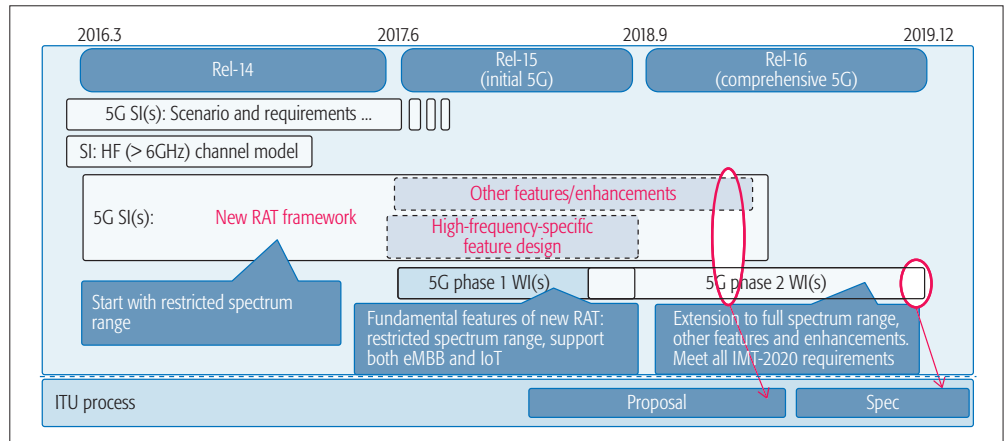 2016.3
2017.6
2018.9
2019.12
Rel-14
Rel-15
(initial 5G)
Rel-16
(comprehensive 5G)
5G SI(s): Scenario and requirements ...
SI: HF (> 6GHz) channel model
Other features/enhancements
5G SI(s):
New RAT framework
High-frequency-specific
feature design
5G phase 1 WI(s)
5G phase 2 WI(s)
Start with restricted spectrum
range
Fundamental features of new RAT:
restricted spectrum range, support
both eMBB and IoT
Extension to full spectrum range,
other features and enhancements.
Meet all IMT-2020 requirements
ITU process
Proposal
Spec